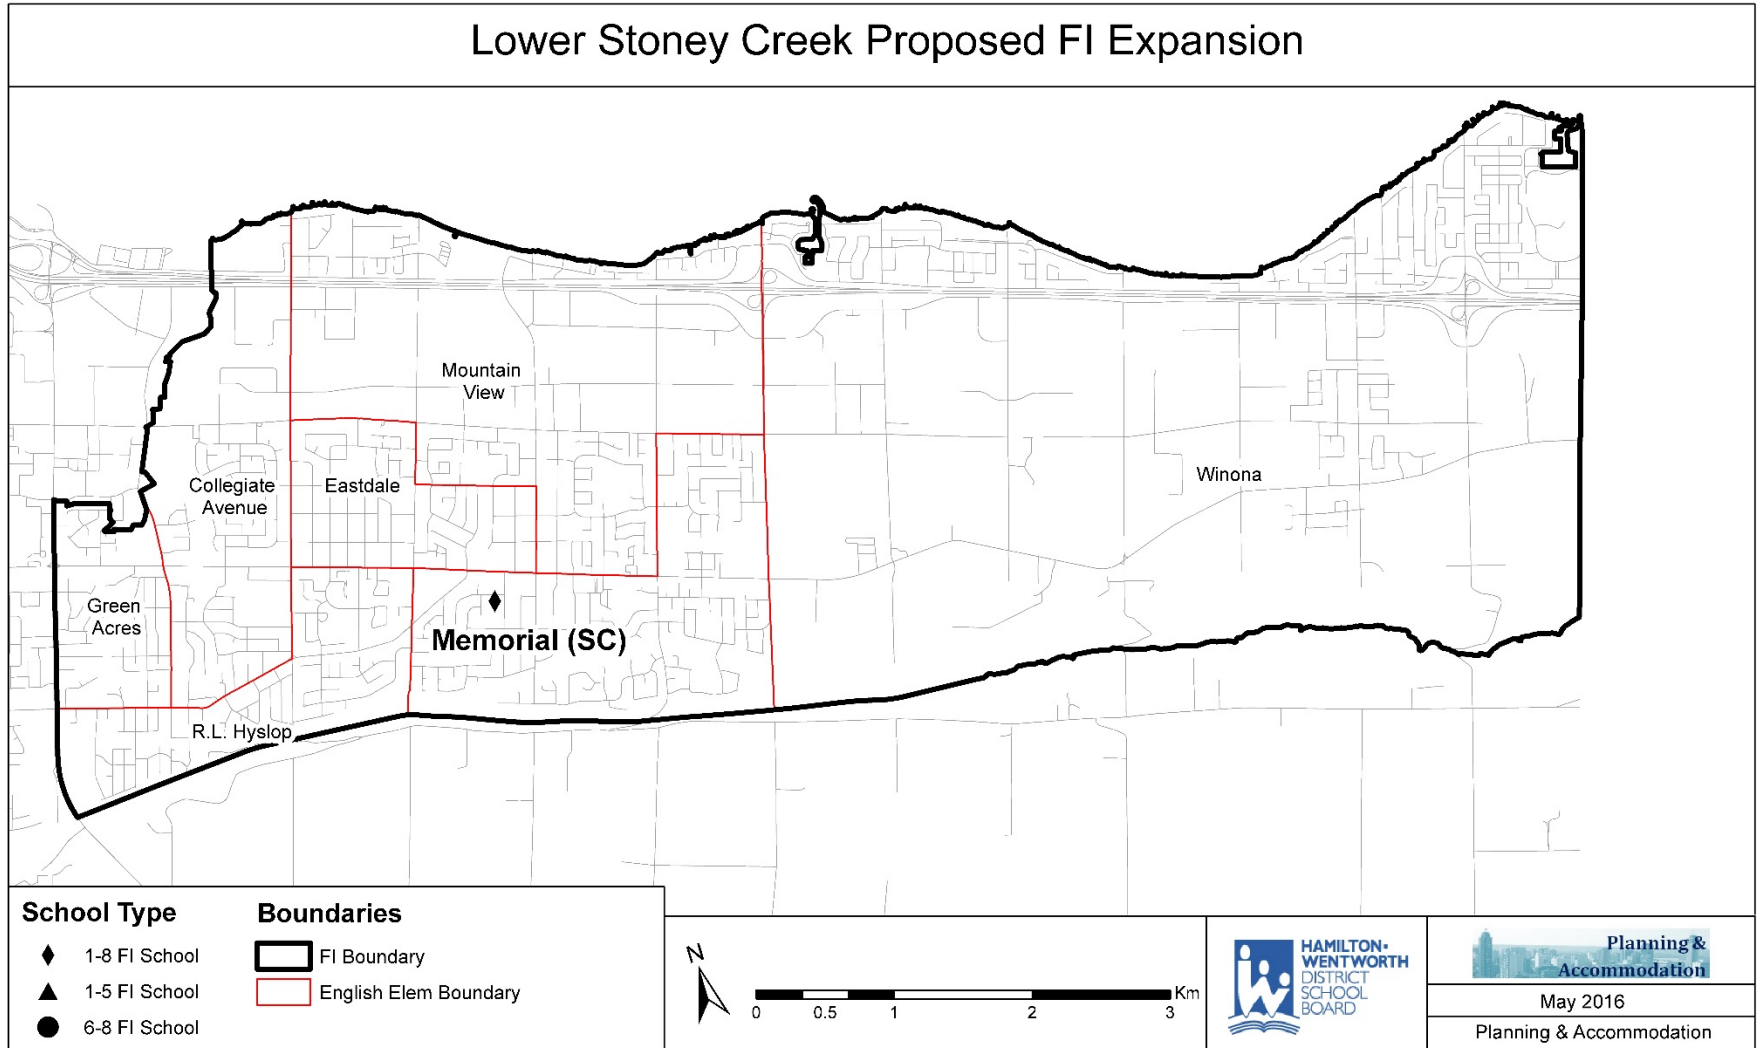 Lower Stoney Creek Proposed FI Expansion
Mountain
View
Collegiate
Avenue
Eastdale
Winona
Green
Acres
Memorial (SC)
R.L. Hyslop
School Type
1-8 FI School
1-5 FI School
6-8 FI School
Boundaries
FI Boundary
English Elem Boundary
N
Km
0 0.5 1 2 3
HAMILTON-
WENTWORTH
DISTRICT
SCHOOL
BOARD
Planning &
Accommodation
May 2016
Planning & Accommodation